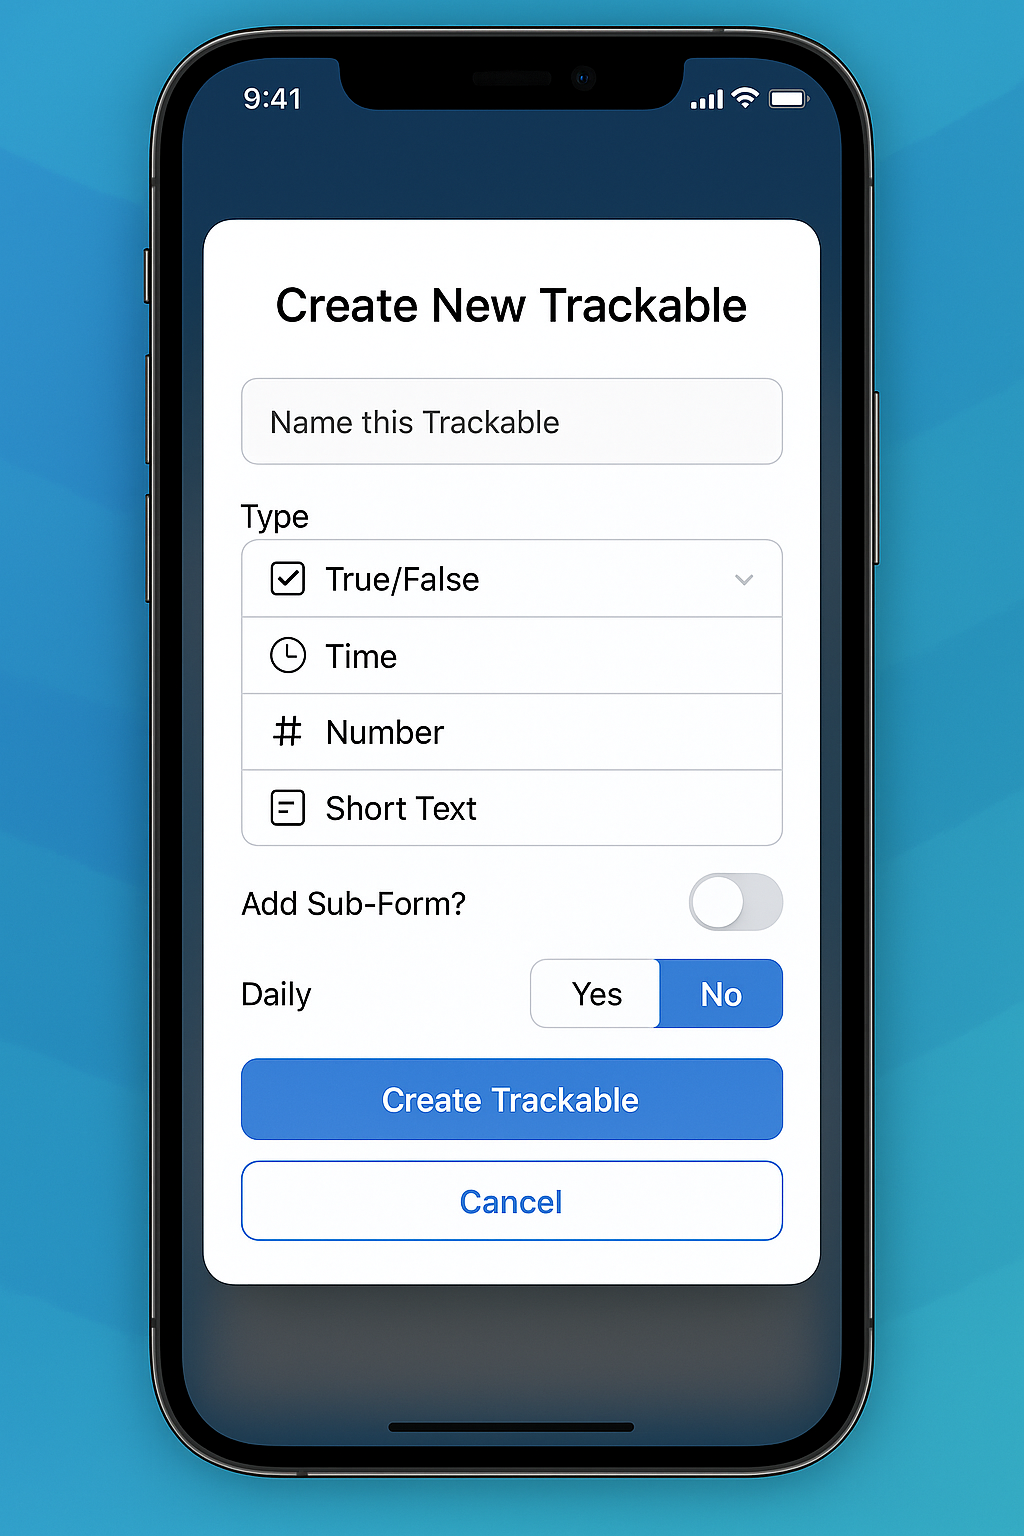 9:41
Create New Trackable
Name this Trackable
Type
True/False
Time
# Number
Short Text
Add Sub-Form?
Daily Yes No
Create Trackable
Cancel